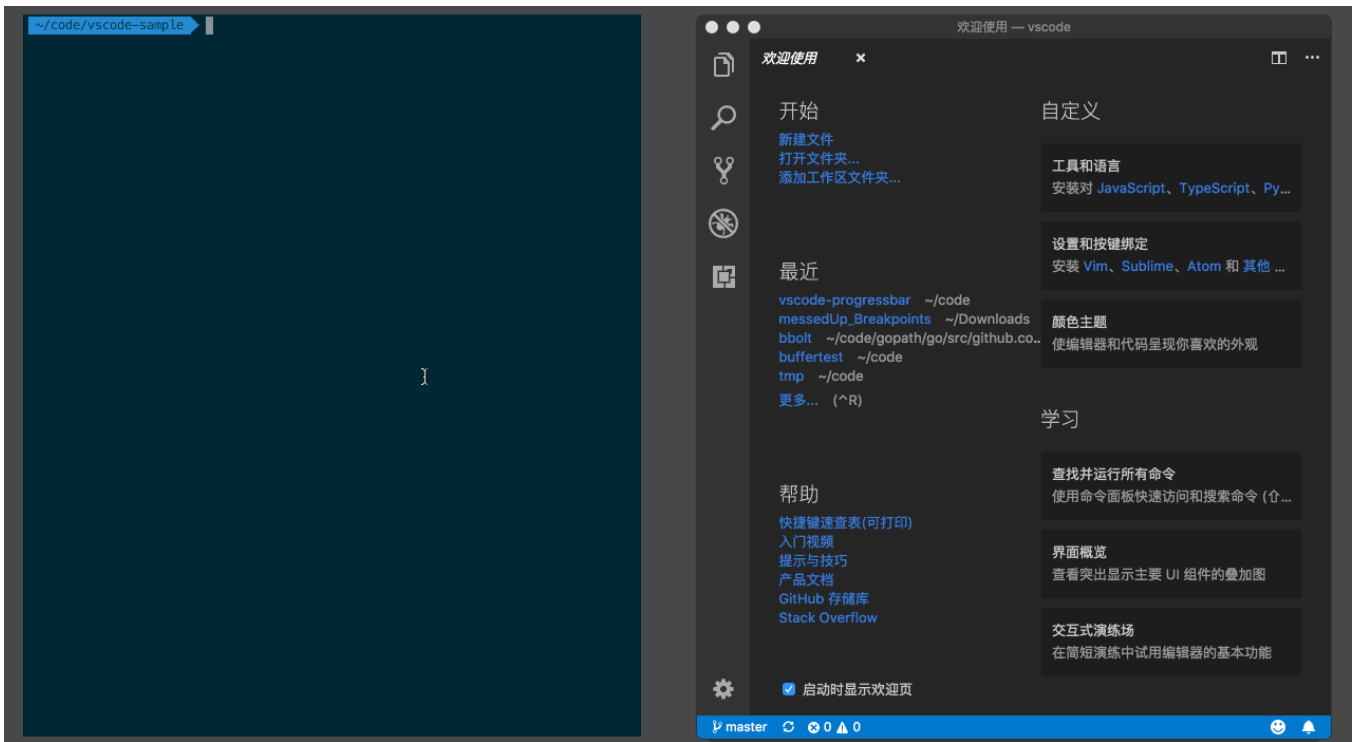 ~/code/vscode-sample
欢迎使用 — vscode
欢迎使用
开始
新建文件
打开文件夹...
添加工作区文件夹...
最近
vscode-progressbar ~/code
messedUp_Breakpoints ~/Downloads
bbolt ~/code/gopath/go/src/github.co...
buffertest ~/code
tmp ~/code
更多... (^R)
帮助
快捷键速查表(可打印)
入门视频
提示与技巧
产品文档
GitHub 存储库
Stack Overflow
启动时显示欢迎页
自定义
工具和语言
安装对 JavaScript、TypeScript、Py...
设置和按键绑定
安装 Vim、Sublime、Atom 和 其他 ...
颜色主题
使编辑器和代码呈现你喜欢的外观
学习
查找并运行所有命令
使用命令面板快速访问和搜索命令 (⇧...
界面概览
查看突出显示主要 UI 组件的叠加图
交互式演练场
在简短演练中试用编辑器的基本功能
master 0 0